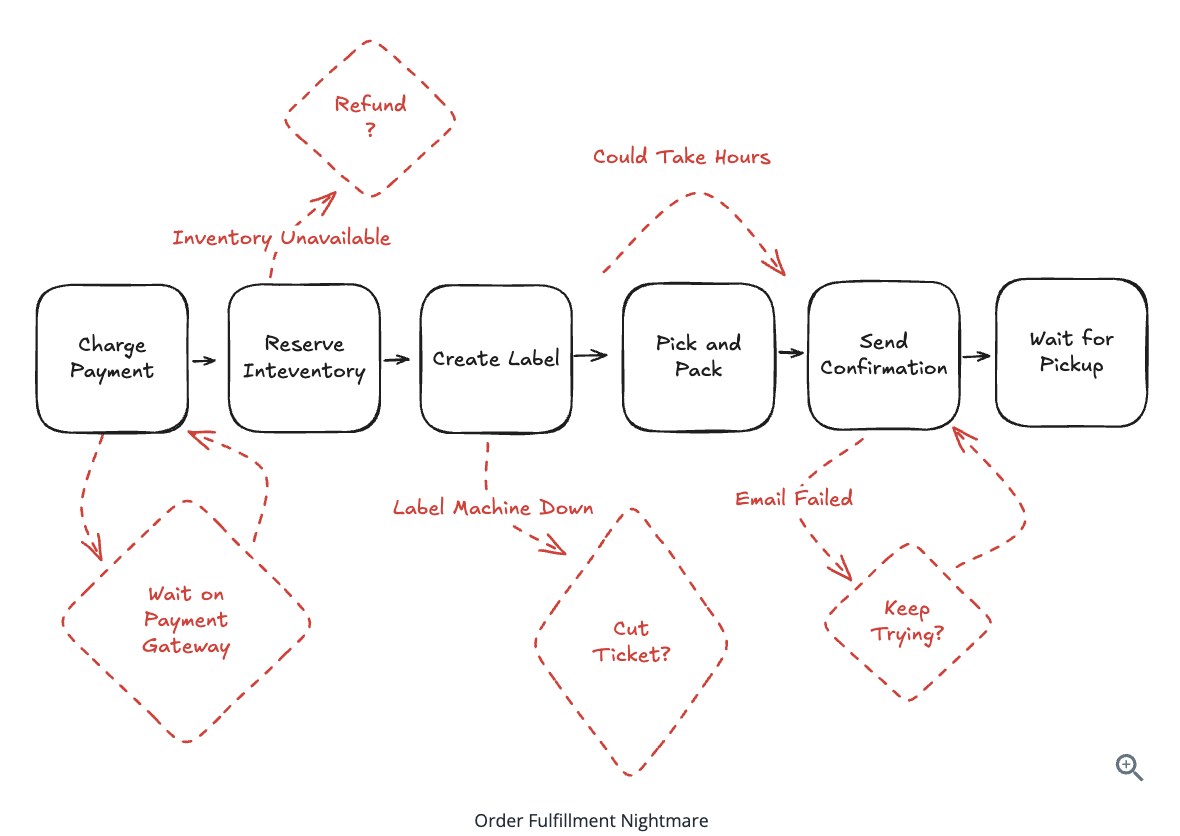 Refund
?
Could Take Hours
Inventory Unavailable
Charge
Payment
Reserve
Inteventory
Create Label
Pick and
Pack
Send
Confirmation
Wait for
Pickup
Label Machine Down
Email Failed
Wait on
Payment
Gateway
Cut
Ticket?
Keep
Trying?
Order Fulfillment Nightmare